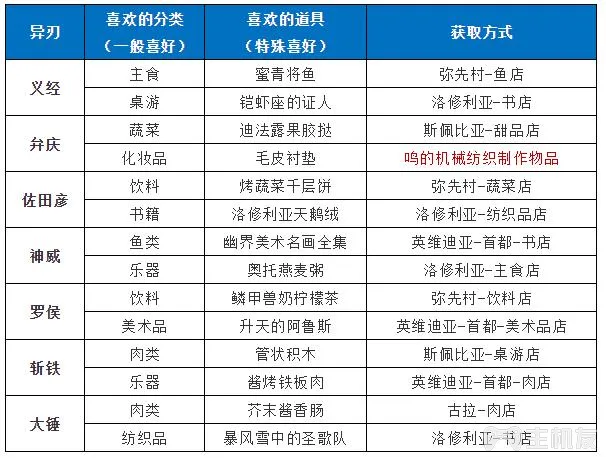 异刃 喜欢的分类 喜欢的道具 获取方式
（一般喜好） （特殊喜好）
义经 主食 蜜青将鱼 弥先村-鱼店
桌游 铠虾座的证人 洛修利亚-书店
弁庆 蔬菜 迪法露果胶挞 斯佩比亚-甜品店
化妆品 毛皮衬垫 鸣的机械纺织制作物品
佐田彦 饮料 烤蔬菜千层饼 弥先村-蔬菜店
书籍 洛修利亚天鹅绒 洛修利亚-纺织品店
神威 鱼类 幽界美术名画全集 英维迪亚-首都-书店
乐器 奥托燕麦粥 洛修利亚-主食店
罗侯 饮料 鳞甲兽奶柠檬茶 弥先村-饮料店
美术品 升天的阿鲁斯 英维迪亚-首都-美术品店
斩铁 肉类 管状积木 斯佩比亚-桌游店
乐器 酱烤铁板肉 英维迪亚-首都-肉店
大锤 肉类 芥末酱香肠 古拉-肉店
纺织品 暴风雪中的圣歌队 洛修利亚-书店